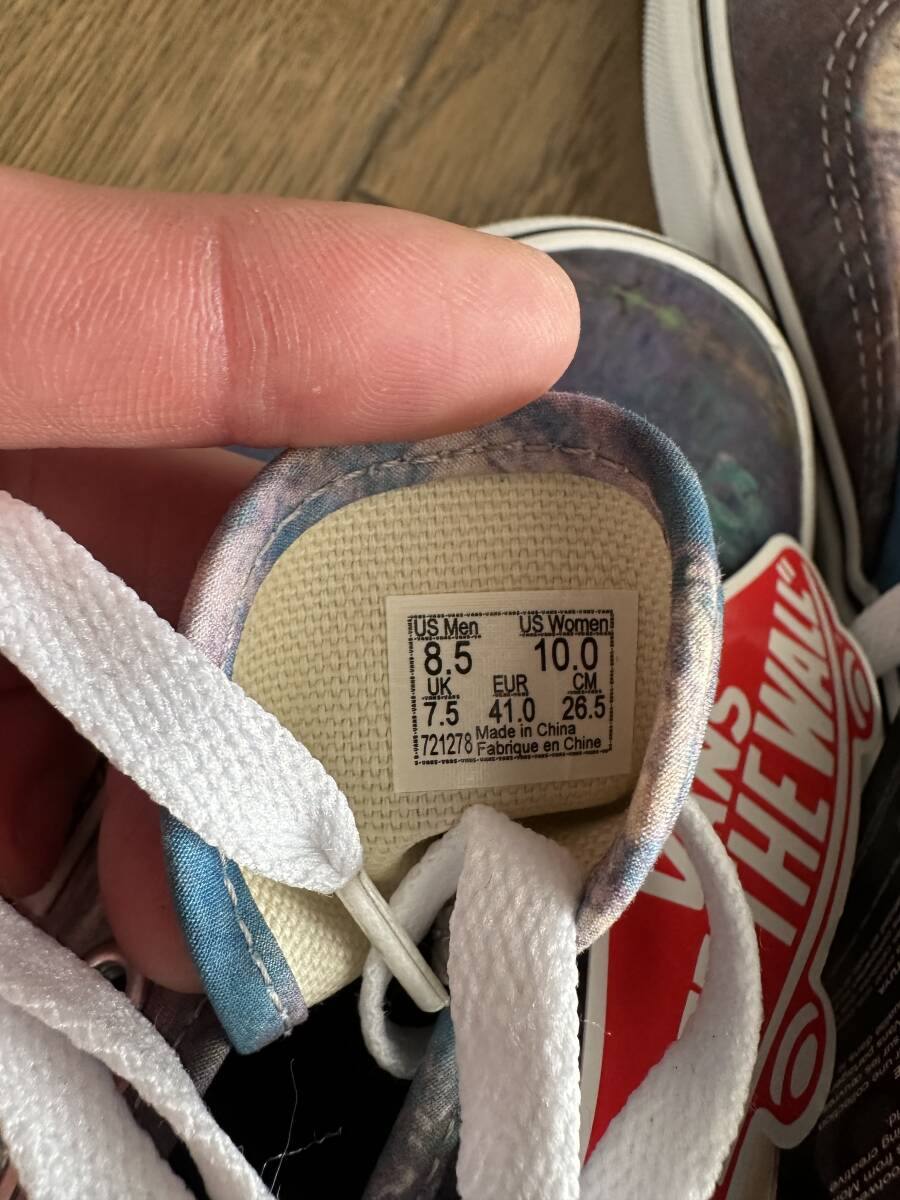 US Men US Women
8.5 10.0
UK EUR CM
7.5 41.0 26.5
721278 Made in China
Fabrique en Chine
VANS
THE WALL"